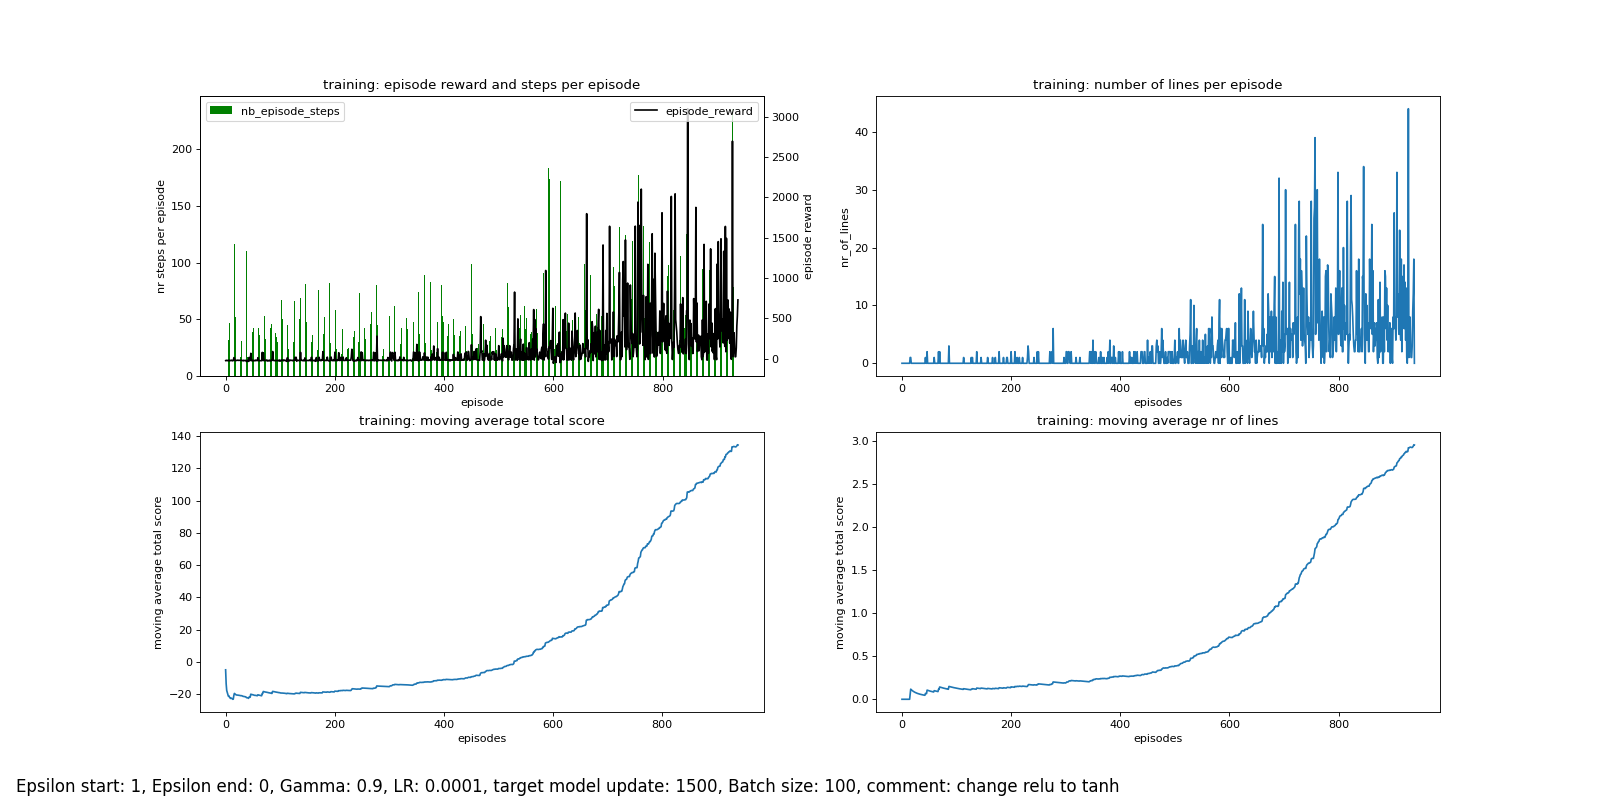 training: episode reward and steps per episode
nb_episode_steps
episode_reward
nr steps per episode
200
150
100
50
0
3000
2500
2000
1500
1000
500
0
episode reward
0 200 400 600 800
episode
training: number of lines per episode
nr_of_lines
40
30
20
10
0
0 200 400 600 800
episodes
training: moving average total score
moving average total score
140
120
100
80
60
40
20
0
−20
0 200 400 600 800
episodes
training: moving average nr of lines
moving average total score
3.0
2.5
2.0
1.5
1.0
0.5
0.0
0 200 400 600 800
episodes
Epsilon start: 1, Epsilon end: 0, Gamma: 0.9, LR: 0.0001, target model update: 1500, Batch size: 100, comment: change relu to tanh